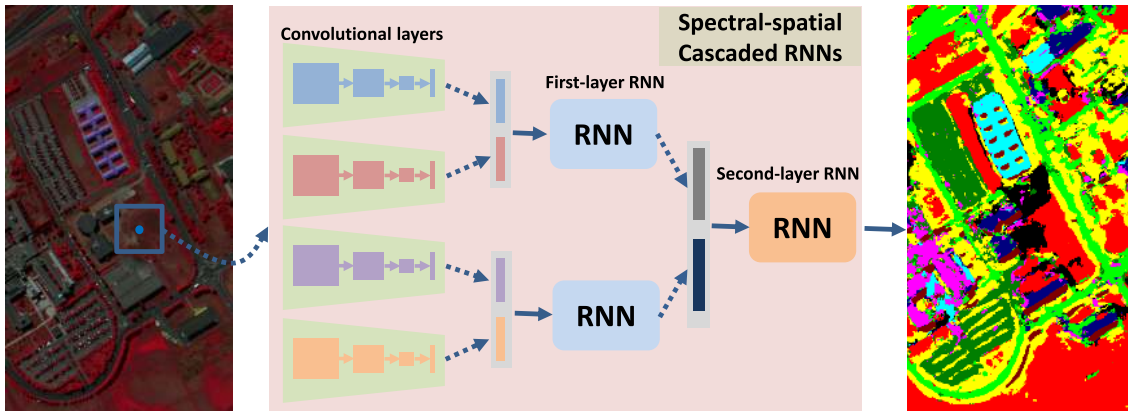 Spectral-spatial
Cascaded RNNs
Convolutional layers
First-layer RNN
RNN
Second-layer RNN
RNN
RNN